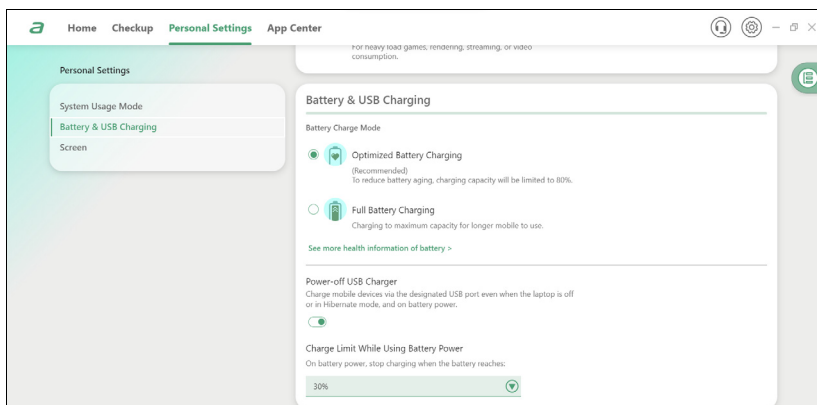 a Home Checkup Personal Settings App Center
For heavy load games, rendering, streaming, or video
consumption.
Personal Settings
System Usage Mode
Battery & USB Charging
Screen
Battery & USB Charging
Battery Charge Mode
Optimized Battery Charging
(Recommended)
To reduce battery aging, charging capacity will be limited to 80%.
Full Battery Charging
Charging to maximum capacity for longer mobile to use.
See more health information of battery >
Power-off USB Charger
Charge mobile devices via the designated USB port even when the laptop is off
or in Hibernate mode, and on battery power.
Charge Limit While Using Battery Power
On battery power, stop charging when the battery reaches:
30%